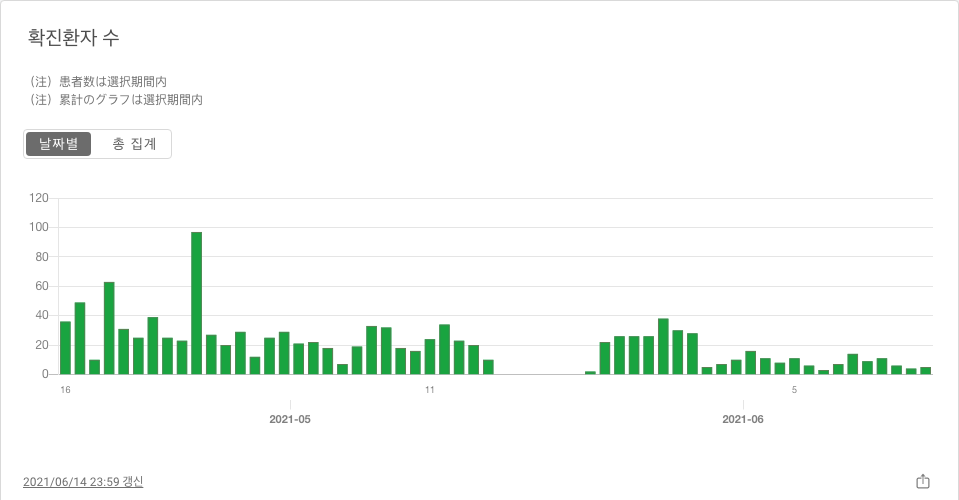 확진환자 수
（注）患者数は選択期間内
（注）累計のグラフは選択期間内
날짜별 총 집계
120
100
80
60
40
20
0
16 11 5
2021-05 2021-06
2021/06/14 23:59 갱신